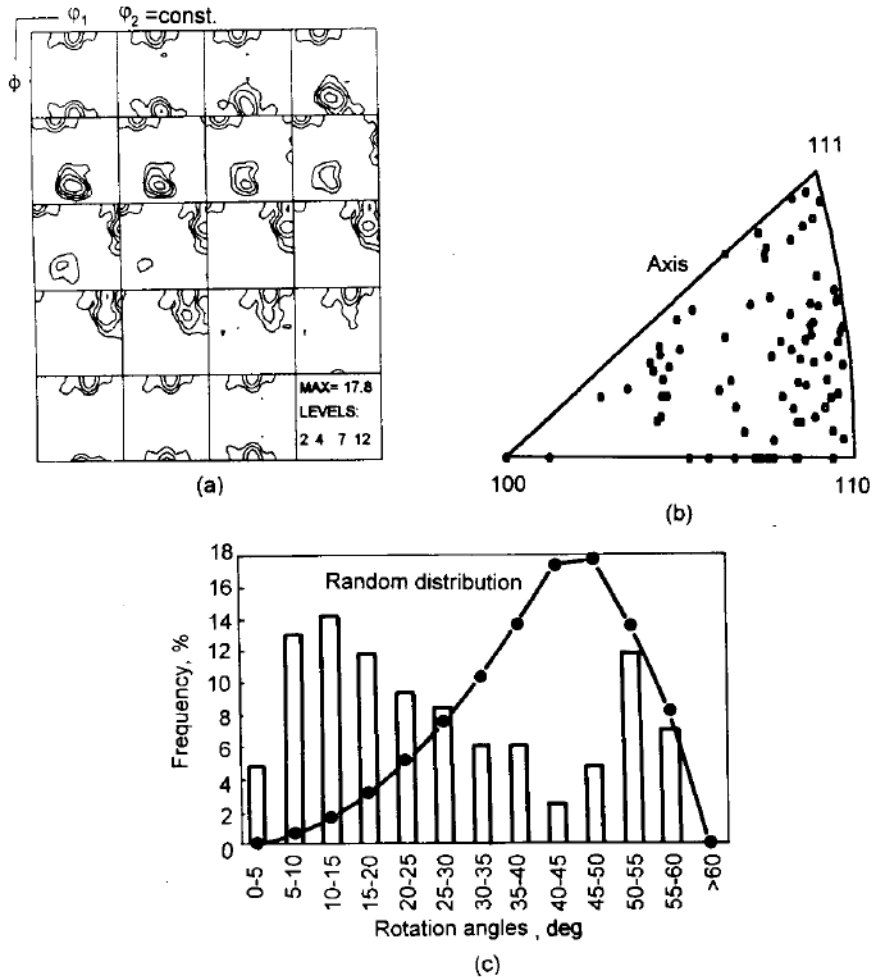 φ₁ φ₂ =const.
ϕ
MAX= 17.8
LEVELS:
2 4 7 12
(a)
111
Axis
100
110
(b)
18
16
14
12
10
8
6
4
2
0
Random distribution
Frequency, %
0-5
5-10
10-15
15-20
20-25
25-30
30-35
35-40
40-45
45-50
50-55
55-60
>60
Rotation angles , deg
(c)